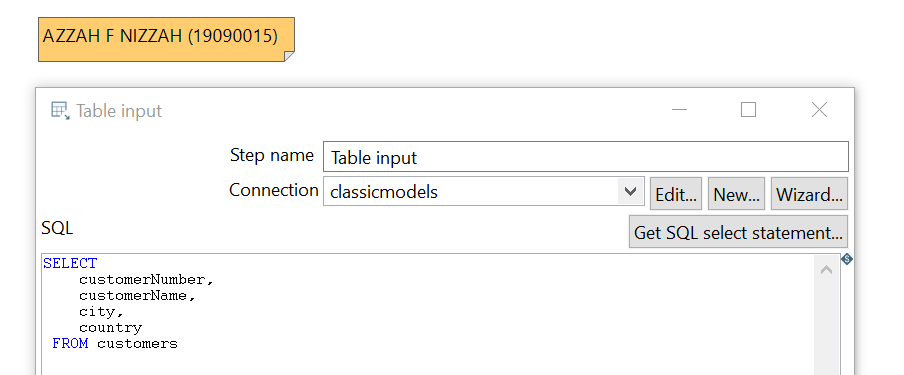 AZZAH F NIZZAH (19090015)
Table input
Step name Table input
Connection classicmodels Edit... New... Wizard...
SQL Get SQL select statement...
SELECT
customerNumber,
customerName,
city,
country
FROM customers